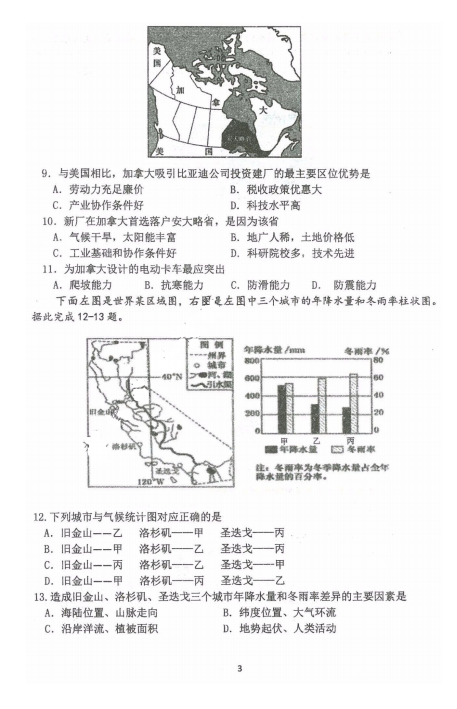 美
国
加
拿
大
安大略省
美 国
9. 与美国相比，加拿大吸引比亚迪公司投资建厂的最主要区位优势是
A. 劳动力充足廉价 B. 税收政策优惠大
C. 产业协作条件好 D. 科技水平高
10. 新厂在加拿大首选落户安大略省，是因为该省
A. 气候干旱，太阳能丰富 B. 地广人稀，土地价格低
C. 工业基础和协作条件好 D. 科研院校多，技术先进
11. 为加拿大设计的电动卡车最应突出
A. 爬坡能力 B. 抗寒能力 C. 防滑能力 D. 防震能力
下面左图是世界某区域图，右图是左图中三个城市的年降水量和冬雨率柱状图。
据此完成12-13题。
图 例
州界
城市
河、湖
引水渠
40°N
旧金山
洛杉矶
圣迭戈
120°W
年降水量/mm 冬雨率/%
800 80
600 60
400 40
200 20
0 0
甲 乙 丙
年降水量 冬雨率
注：冬雨率为冬季降水量占全年
降水量的百分率。
12. 下列城市与气候统计图对应正确的是
A. 旧金山——乙 洛杉矶——甲 圣迭戈——丙
B. 旧金山——甲 洛杉矶——乙 圣迭戈——丙
C. 旧金山——丙 洛杉矶——乙 圣迭戈——甲
D. 旧金山——甲 洛杉矶——丙 圣迭戈——乙
13. 造成旧金山、洛杉矶、圣迭戈三个城市年降水量和冬雨率差异的主要因素是
A. 海陆位置、山脉走向 B. 纬度位置、大气环流
C. 沿岸洋流、植被面积 D. 地势起伏、人类活动
3